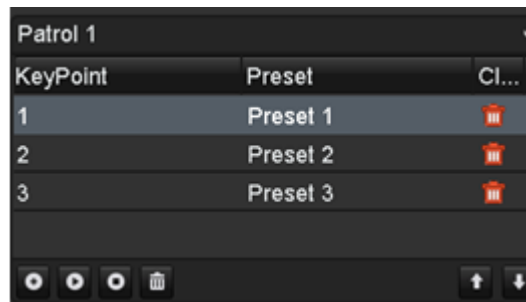 Patrol 1
KeyPoint Preset Cl...
1 Preset 1
2 Preset 2
3 Preset 3